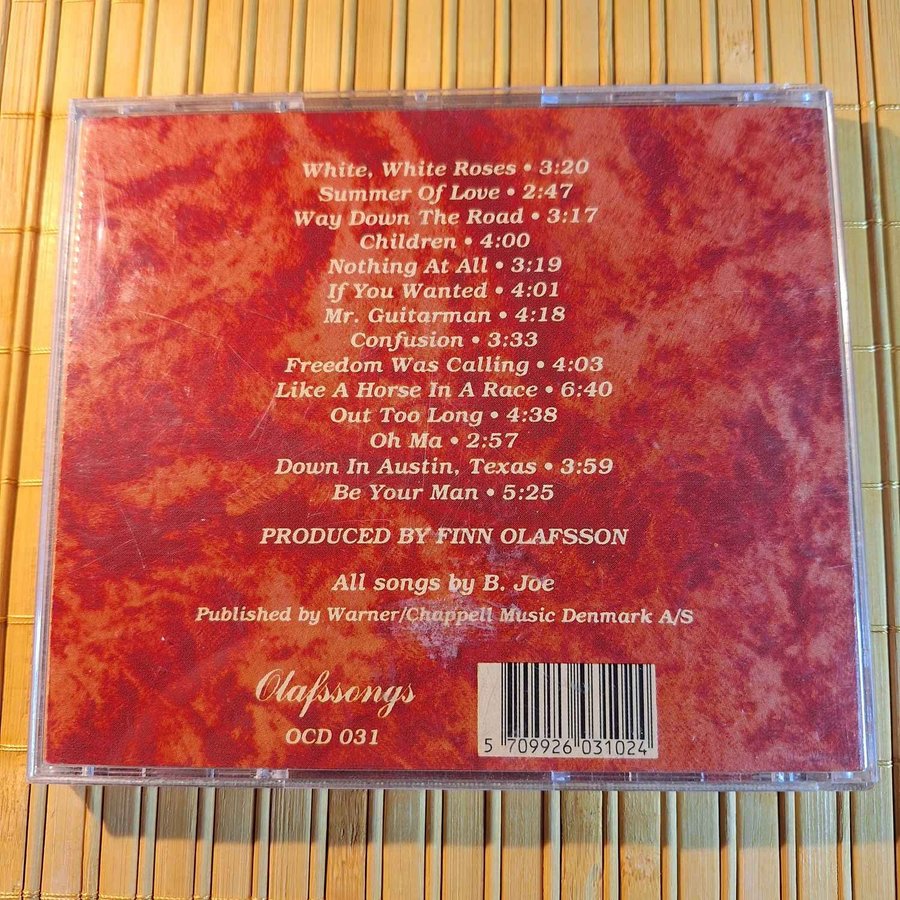 White, White Roses • 3:20
Summer Of Love • 2:47
Way Down The Road • 3:17
Children • 4:00
Nothing At All • 3:19
If You Wanted • 4:01
Mr. Guitarman • 4:18
Confusion • 3:33
Freedom Was Calling • 4:03
Like A Horse In A Race • 6:40
Out Too Long • 4:38
Oh Ma • 2:57
Down In Austin, Texas • 3:59
Be Your Man • 5:25
PRODUCED BY FINN OLAFSSON
All songs by B. Joe
Published by Warner/Chappell Music Denmark A/S
Olafssongs
OCD 031
5 709926 031024